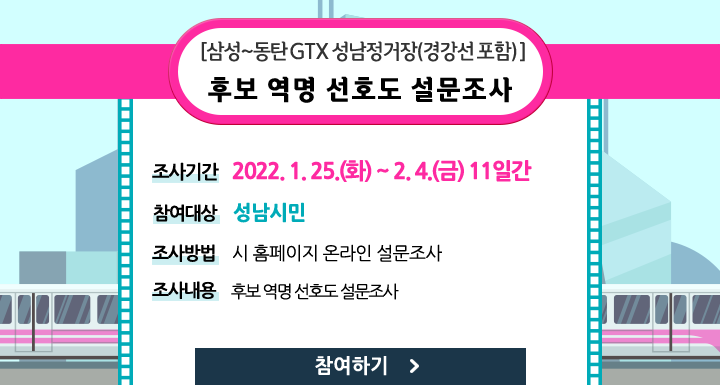 [삼성~동탄 GTX 성남정거장(경강선 포함)]
후보 역명 선호도 설문조사
조사기간 2022. 1. 25.(화) ~ 2. 4.(금) 11일간
참여대상 성남시민
조사방법 시 홈페이지 온라인 설문조사
조사내용 후보 역명 선호도 설문조사
참여하기 >